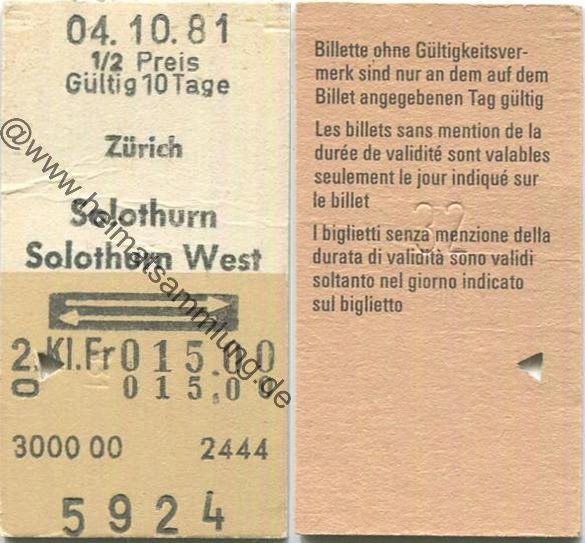 04.10.81
1/2 Preis
Gültig 10 Tage
Zürich
Solothurn
Solothurn West
2. Kl. Fr 015.00
0 015.00
3000 00 2444
5924
@www.heimatsammlung.de
Billette ohne Gültigkeitsver-
merk sind nur an dem auf dem
Billet angegebenen Tag gültig
Les billets sans mention de la
durée de validité sont valables
seulement le jour indiqué sur
le billet
I biglietti senza menzione della
durata di validità sono validi
soltanto nel giorno indicato
sul biglietto
32